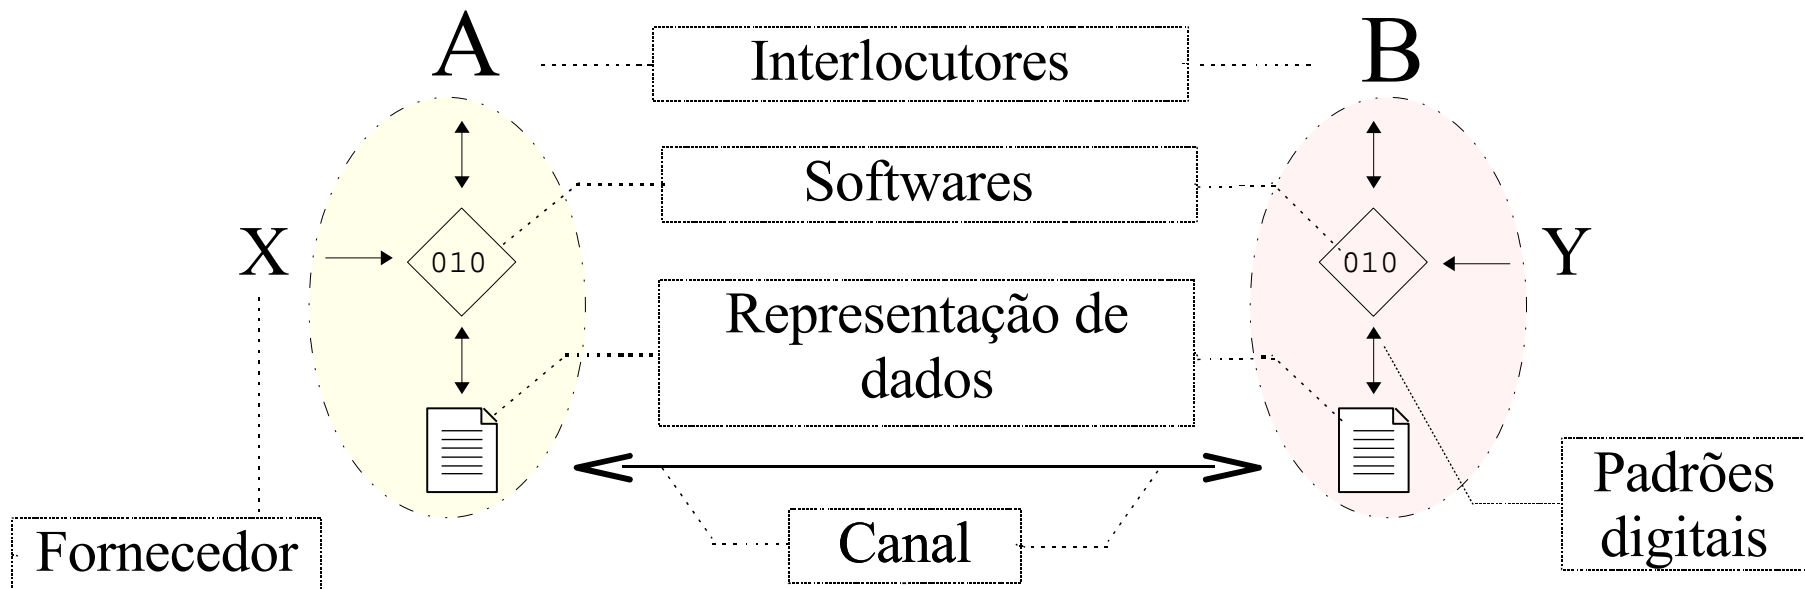 A
Interlocutores
B
Softwares
X
010
010
Y
Representação de
dados
Padrões
digitais
Canal
Fornecedor